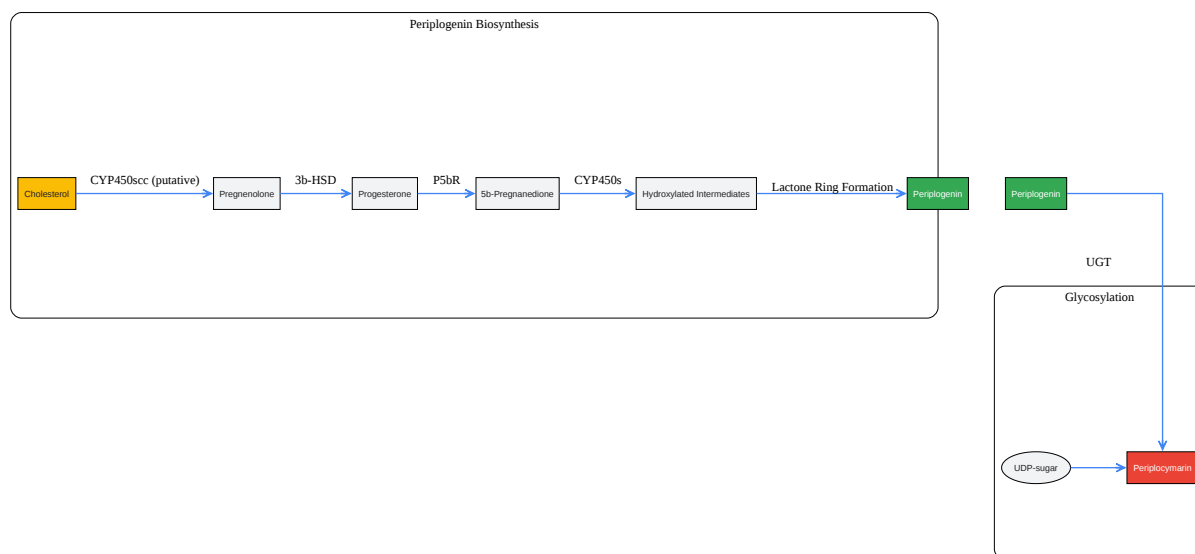 Periplogenin Biosynthesis
Cholesterol
CYP450scc (putative)
Pregnenolone
3b-HSD
Progesterone
P5bR
5b-Pregnanedione
CYP450s
Hydroxylated Intermediates
Lactone Ring Formation
Periplogenin
Periplogenin
UGT
Glycosylation
UDP-sugar
Periplocymarin